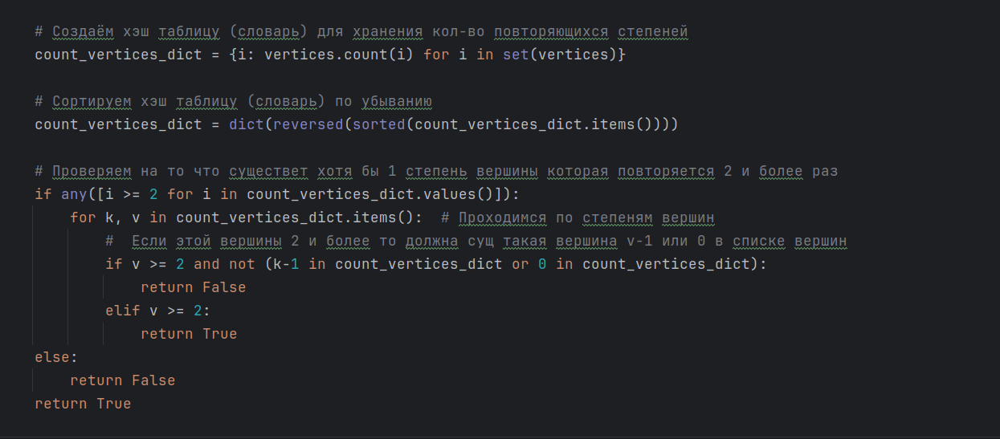 # Создаём хэш таблицу (словарь) для хранения кол-во повторяющихся степеней
count_vertices_dict = {i: vertices.count(i) for i in set(vertices)}
# Сортируем хэш таблицу (словарь) по убыванию
count_vertices_dict = dict(reversed(sorted(count_vertices_dict.items())))
# Проверяем на то что существет хотя бы 1 степень вершины которая повторяется 2 и более раз
if any([i >= 2 for i in count_vertices_dict.values()]):
    for k, v in count_vertices_dict.items():  # Проходимся по степеням вершин
        #  Если этой вершины 2 и более то должна сущ такая вершина v-1 или 0 в списке вершин
        if v >= 2 and not (k-1 in count_vertices_dict or 0 in count_vertices_dict):
            return False
        elif v >= 2:
            return True
else:
    return False
return True